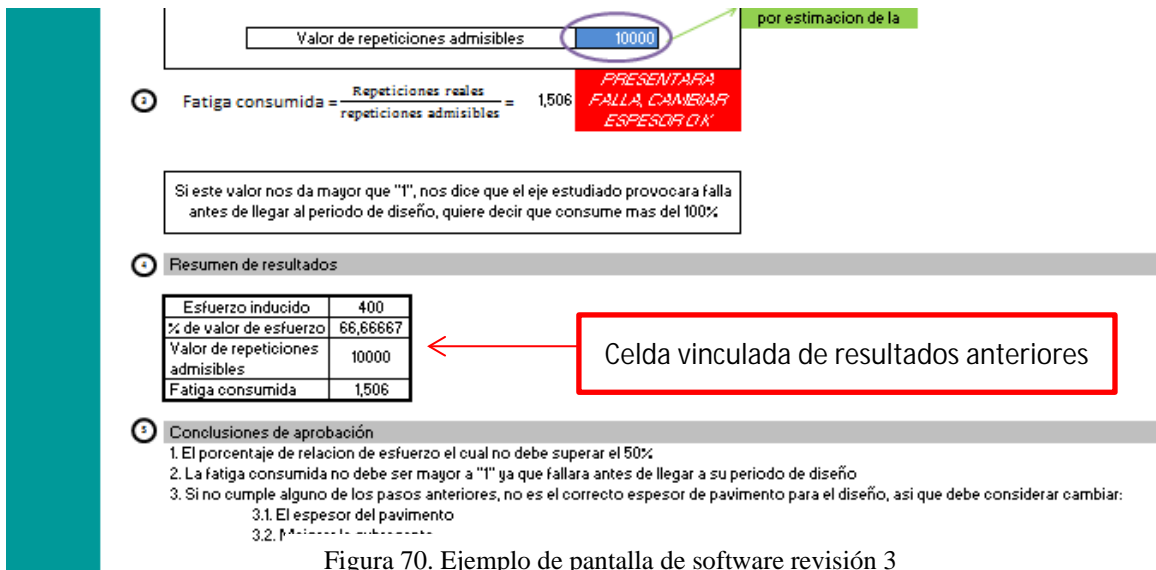 por estimacion de la
Valor de repeticiones admisibles 10000
3 Fatiga consumida = Repeticiones reales / repeticiones admisibles = 1,506
PRESENTARA
FALLA, CAMBIAR
ESPESOR O.K
Si este valor nos da mayor que "1", nos dice que el eje estudiado provocara falla
antes de llegar al periodo de diseño, quiere decir que consume mas del 100%
4 Resumen de resultados
Esfuerzo inducido 400
% de valor de esfuerzo 66,66667
Valor de repeticiones
admisibles 10000
Fatiga consumida 1,506
Celda vinculada de resultados anteriores
5 Conclusiones de aprobación
1. El porcentaje de relacion de esfuerzo el cual no debe superar el 50%
2. La fatiga consumida no debe ser mayor a "1" ya que fallara antes de llegar a su periodo de diseño
3. Si no cumple alguno de los pasos anteriores, no es el correcto espesor de pavimento para el diseño, asi que debe considerar cambiar:
3.1. El espesor del pavimento
3.2.
Figura 70. Ejemplo de pantalla de software revisión 3